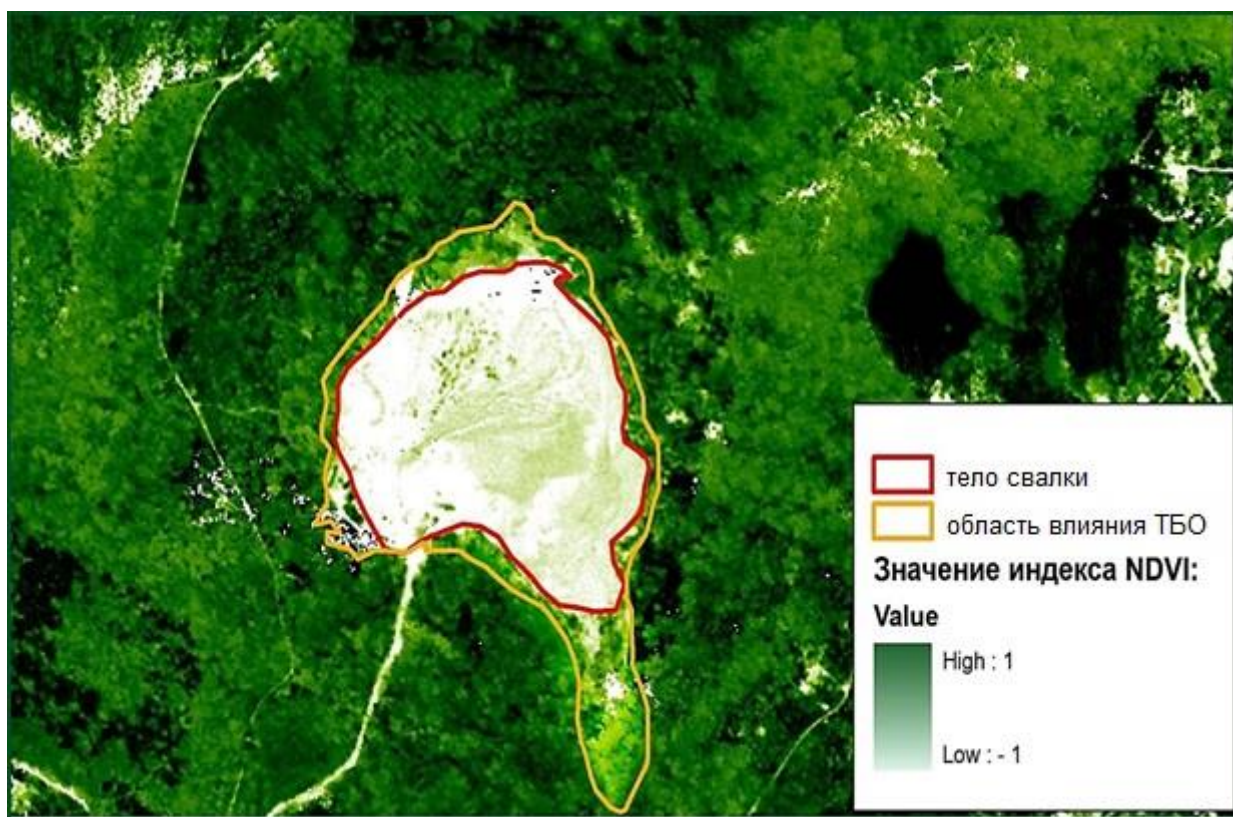 тело свалки
область влияния ТБО
Значение индекса NDVI:
Value
High : 1
Low : - 1